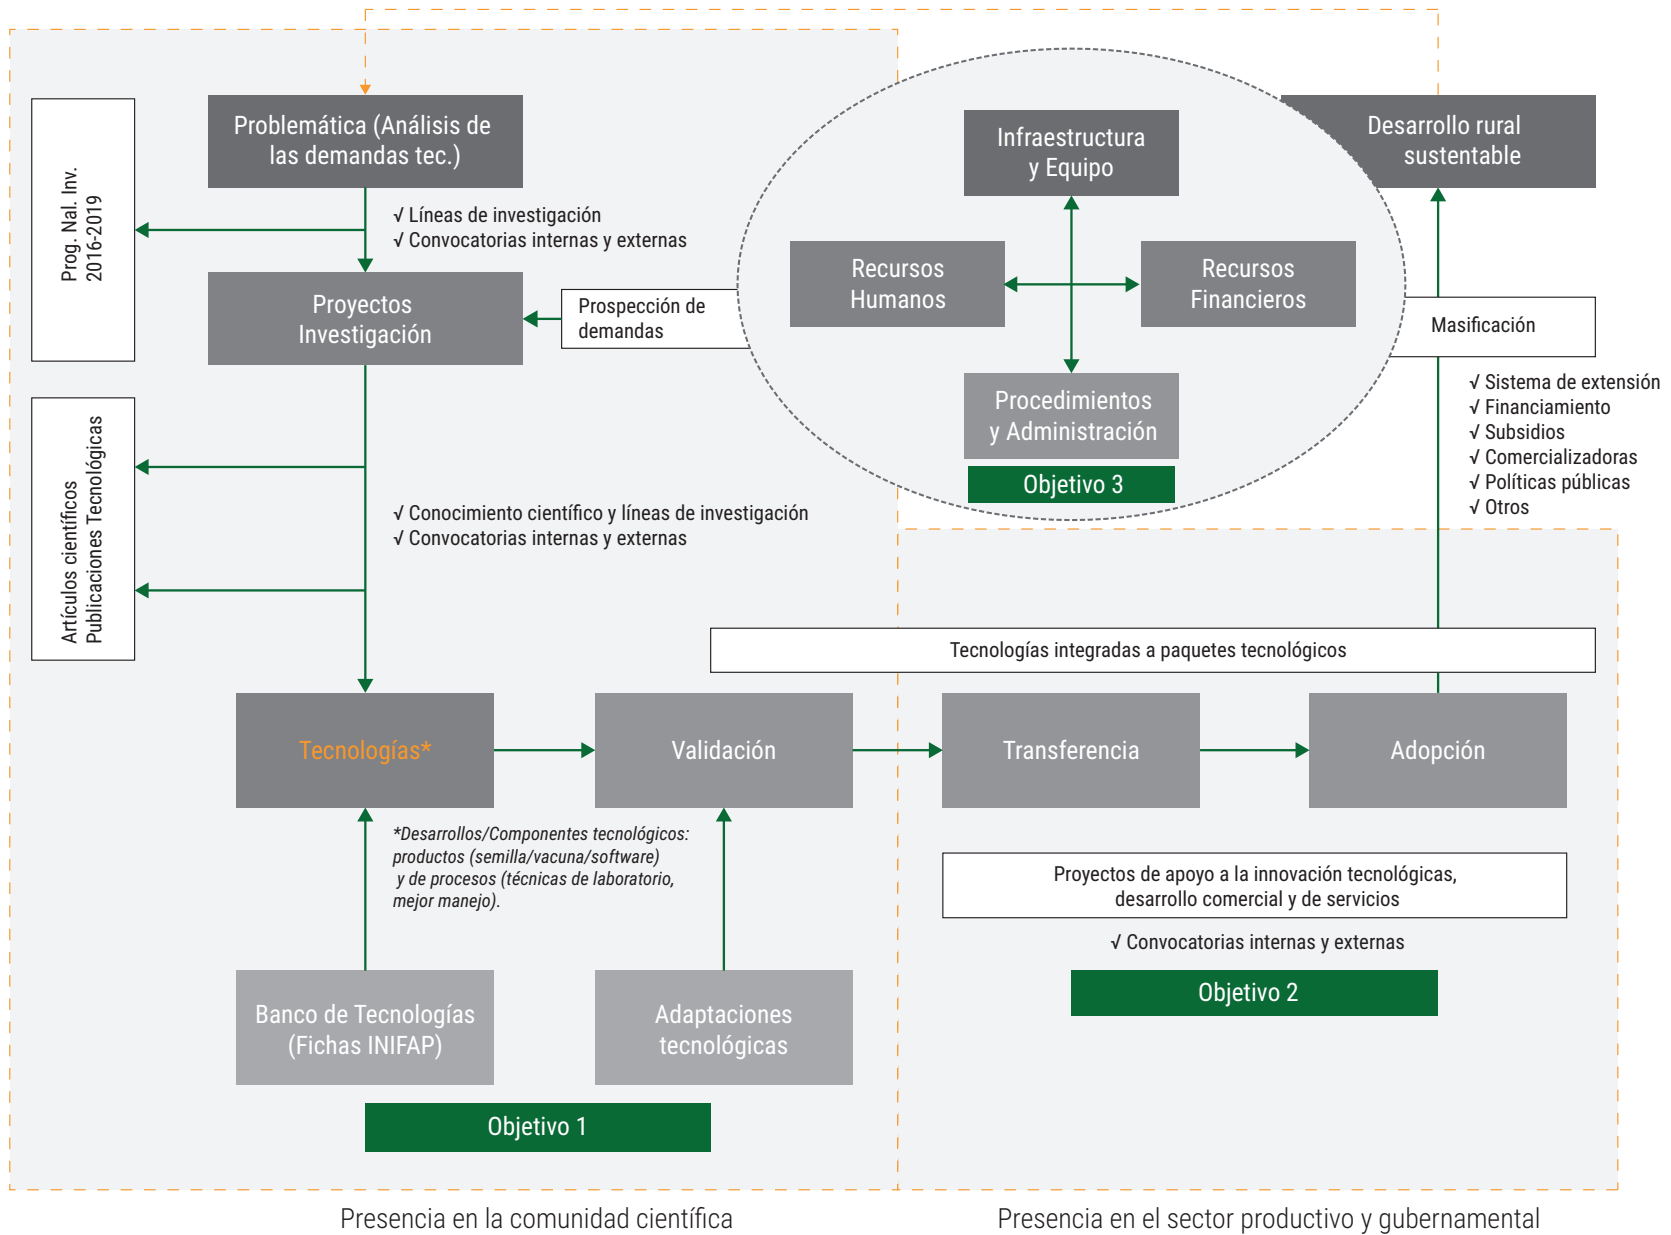 Problemática (Análisis de
las demandas tec.)
Prog. Nal. Inv.
2016-2019
√ Líneas de investigación
√ Convocatorias internas y externas
Proyectos
Investigación
Prospección de
demandas
Artículos científicos
Publicaciones Tecnológicas
√ Conocimiento científico y líneas de investigación
√ Convocatorias internas y externas
Infraestructura
y Equipo
Recursos
Humanos
Recursos
Financieros
Procedimientos
y Administración
Objetivo 3
Desarrollo rural
sustentable
Masificación
√ Sistema de extensión
√ Financiamiento
√ Subsidios
√ Comercializadoras
√ Políticas públicas
√ Otros
Tecnologías integradas a paquetes tecnológicos
Tecnologías*
Validación
Transferencia
Adopción
*Desarrollos/Componentes tecnológicos:
productos (semilla/vacuna/software)
y de procesos (técnicas de laboratorio,
mejor manejo).
Proyectos de apoyo a la innovación tecnológicas,
desarrollo comercial y de servicios
√ Convocatorias internas y externas
Objetivo 2
Banco de Tecnologías
(Fichas INIFAP)
Adaptaciones
tecnológicas
Objetivo 1
Presencia en la comunidad científica
Presencia en el sector productivo y gubernamental